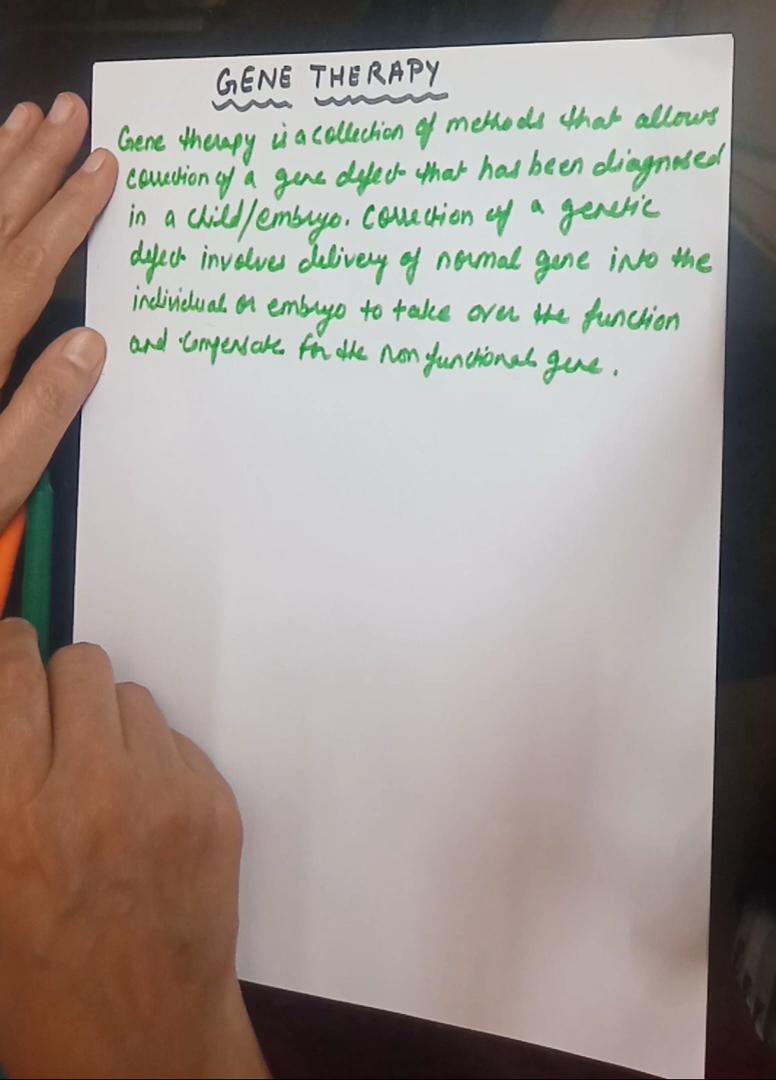 GENE THERAPY
Gene therapy is a collection of methods that allows
correction of a gene defect that has been diagnosed
in a child/embryo. Correction of a genetic
defect involves delivery of normal gene into the
individual or embryo to take over the function
and compensate for the non functional gene.